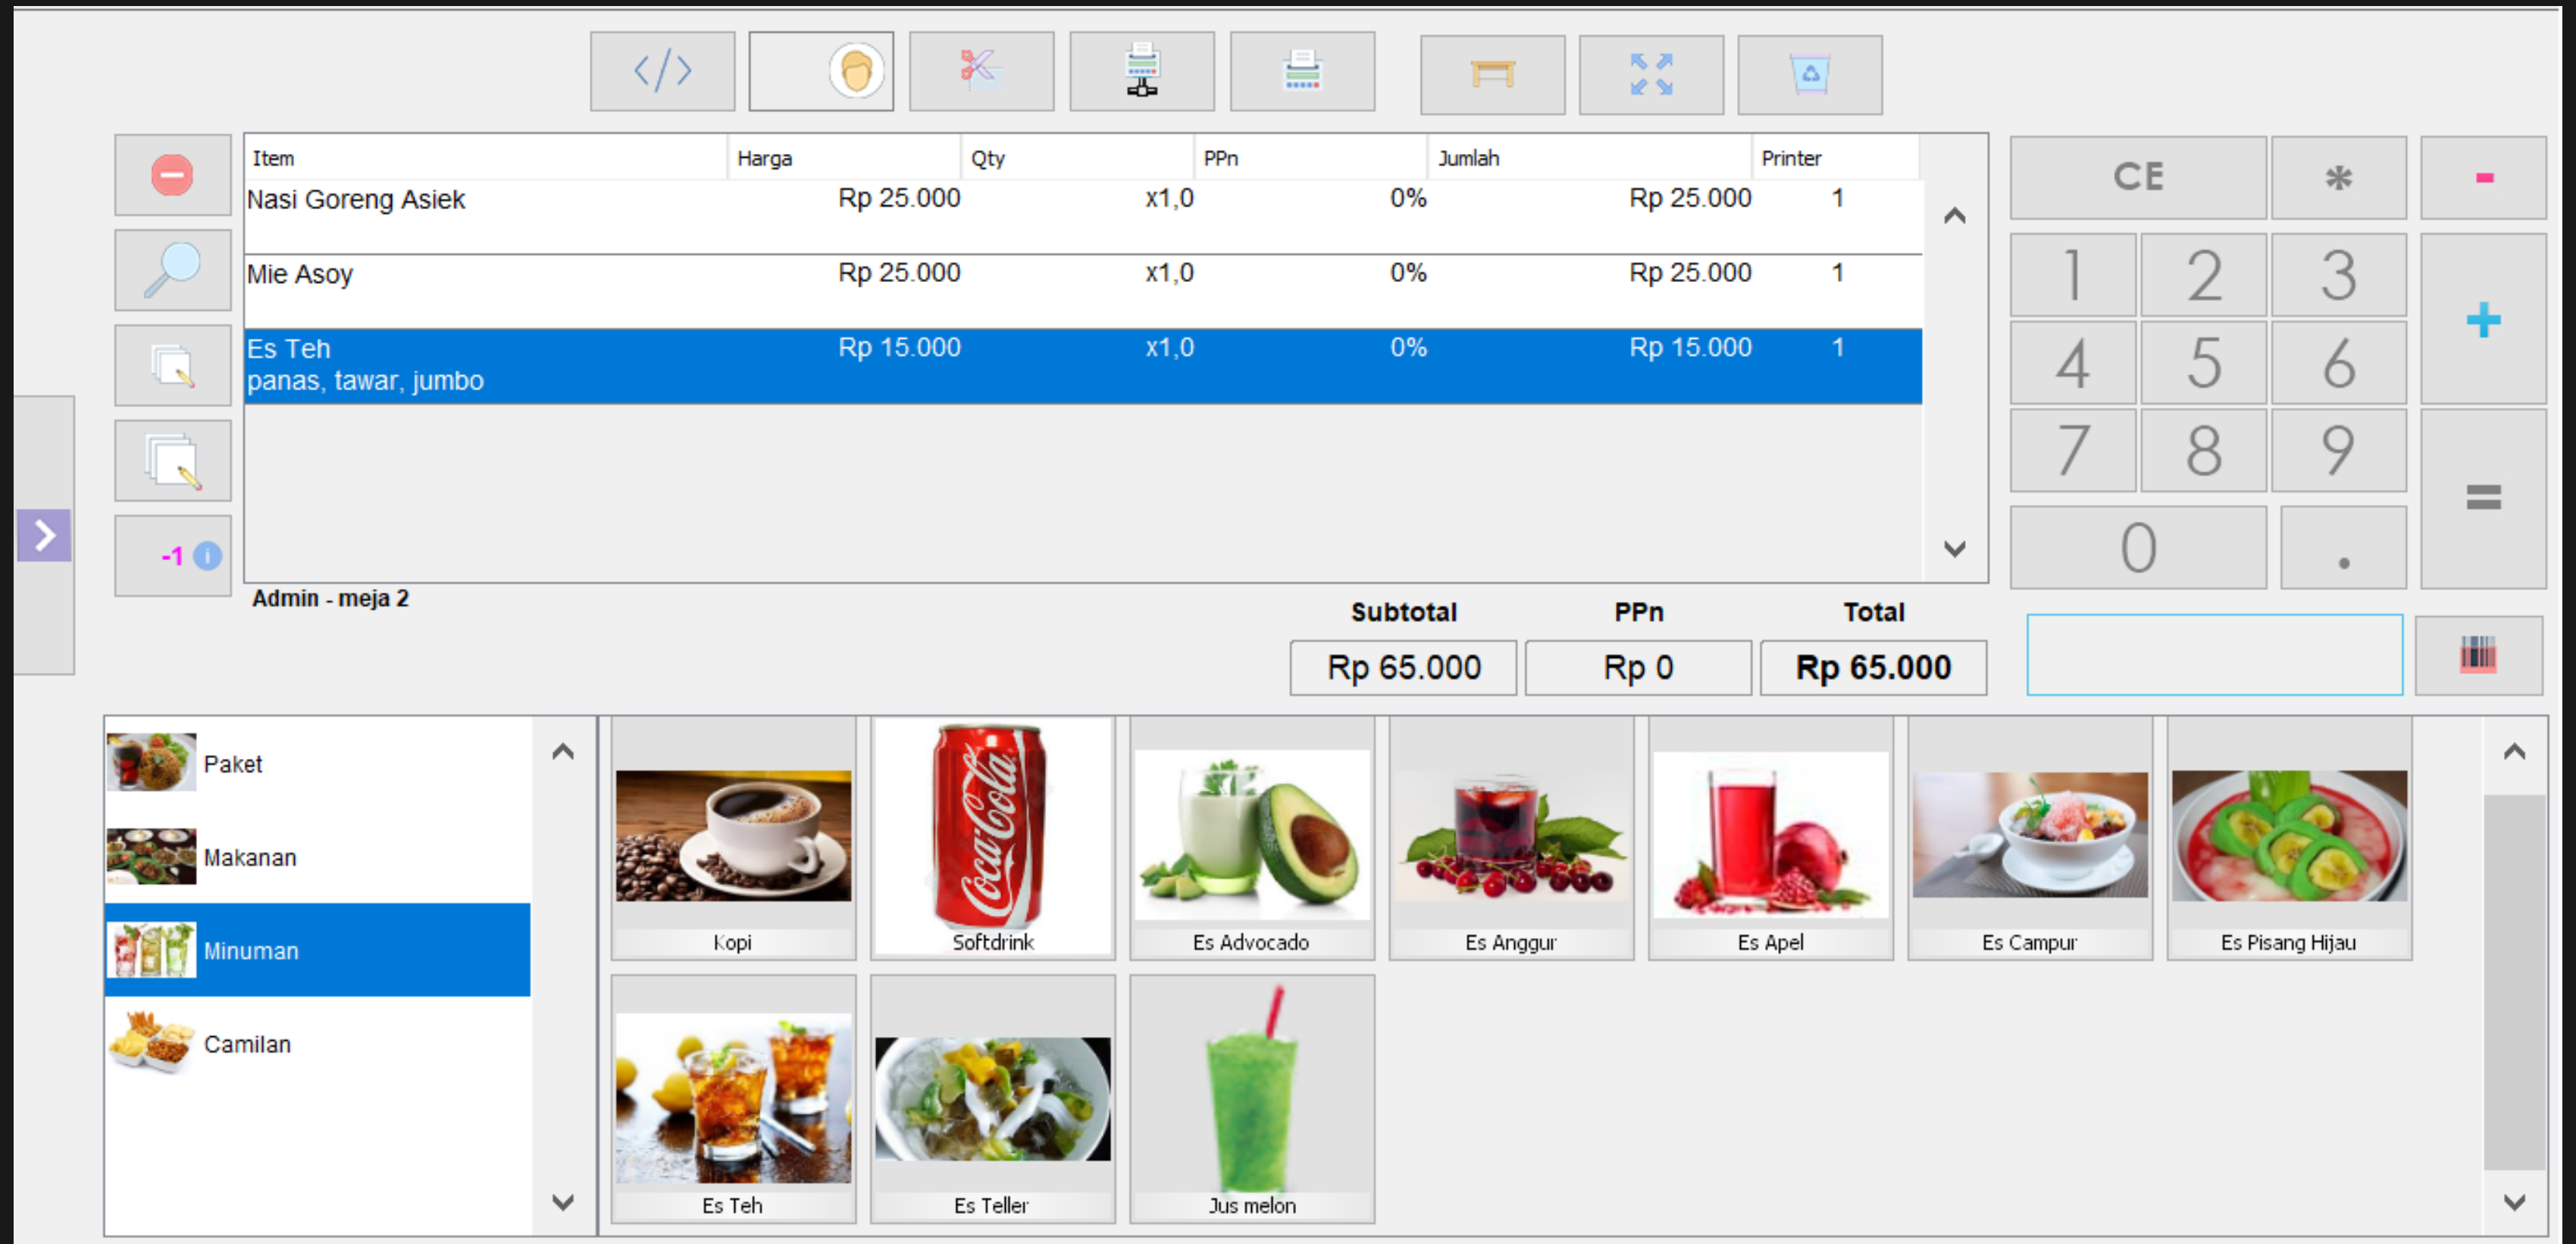 </>
Item Harga Qty PPn Jumlah Printer
Nasi Goreng Asiek Rp 25.000 x1,0 0% Rp 25.000 1
Mie Asoy Rp 25.000 x1,0 0% Rp 25.000 1
Es Teh Rp 15.000 x1,0 0% Rp 15.000 1
panas, tawar, jumbo
-1 i
Admin - meja 2
CE * -
1 2 3 +
4 5 6
7 8 9 =
0 .
Subtotal PPn Total
Rp 65.000 Rp 0 Rp 65.000
Paket
Makanan
Minuman
Camilan
Coca-Cola
Kopi Softdrink Es Advocado Es Anggur Es Apel Es Campur Es Pisang Hijau
Es Teh Es Teller Jus melon